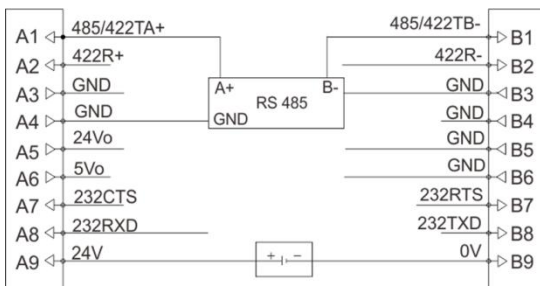 A1 485/422TA+ 485/422TB- B1
A2 422R+ 422R- B2
A3 GND A+ B- GND B3
RS 485
A4 GND GND GND B4
A5 24Vo GND B5
A6 5Vo GND B6
A7 232CTS 232RTS B7
A8 232RXD 232TXD B8
A9 24V + - 0V B9